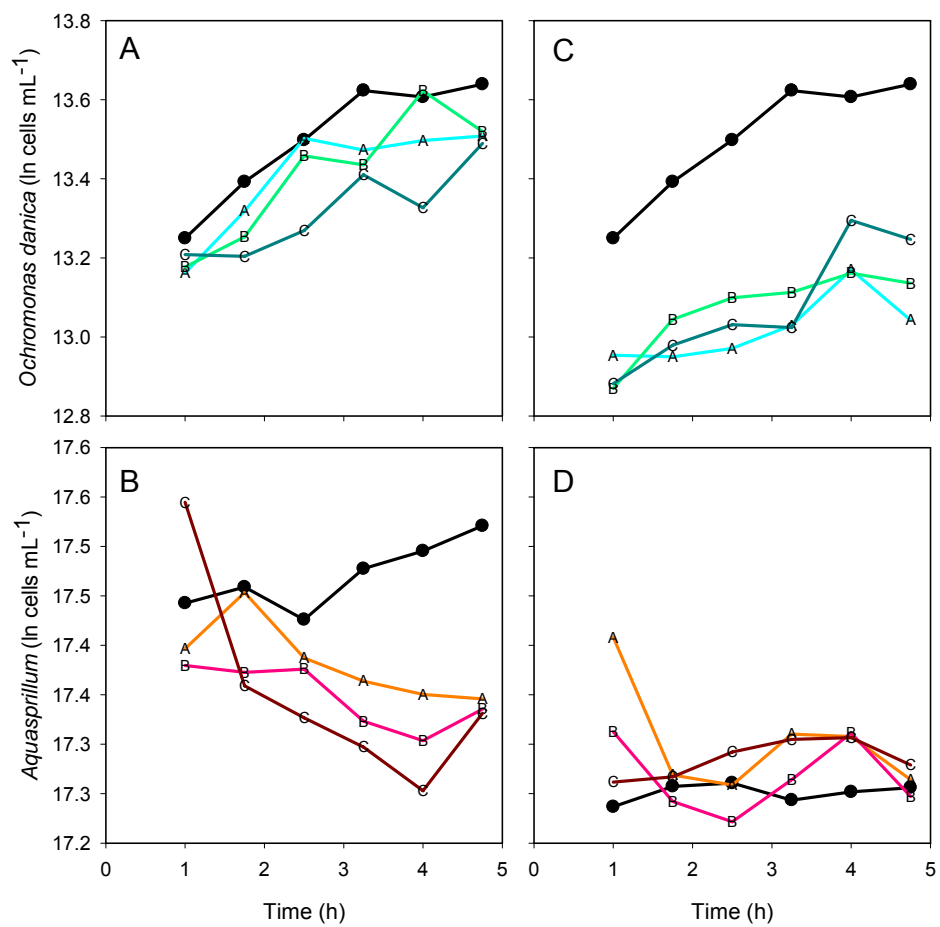 A
C
Ochromonas danica (ln cells mL⁻¹)
13.8
13.6
13.4
13.2
13.0
12.8
A A A A A A
B B B B B B
C C C C C C
A A A A A A
B B B B B B
C C C C C C
B
D
Aquasprillum (ln cells mL⁻¹)
17.6
17.6
17.5
17.5
17.4
17.4
17.3
17.3
17.2
A A A A A A
B B B B B B
C C C C C C
A A A A A A
B B B B B B
C C C C C C
0 1 2 3 4 5
0 1 2 3 4 5
Time (h)
Time (h)